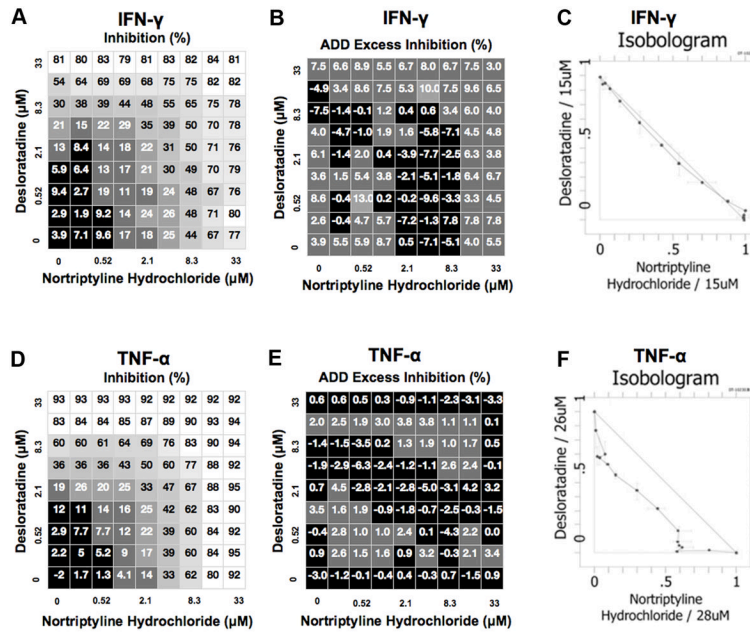 A
IFN-γ
Inhibition (%)
Desloratadine (μM)
33 81 80 83 79 81 83 82 84 81
54 64 69 69 68 75 75 82 82
8.3 30 38 39 44 48 55 65 75 78
21 15 22 29 35 39 50 70 78
2.1 13 8.4 14 18 22 31 50 71 76
5.9 6.4 13 17 21 30 49 70 79
0.52 9.4 2.7 19 11 19 24 48 67 76
2.9 1.9 9.2 14 24 26 48 71 80
0 3.9 7.1 9.6 17 18 25 44 67 77
0 0.52 2.1 8.3 33
Nortriptyline Hydrochloride (μM)
B
ADD Excess Inhibition (%)
Desloratadine (μM)
33 7.5 6.6 8.9 5.5 6.7 8.0 6.7 7.5 3.0
-4.9 3.4 8.6 7.5 5.3 10.0 7.5 9.6 6.5
8.3 -7.5 -1.4 -0.1 1.2 0.4 0.6 3.4 6.0 4.0
4.0 -4.7 -1.0 1.9 1.6 -5.8 -7.1 4.5 4.8
2.1 6.1 -1.4 2.0 0.4 -3.9 -7.7 -2.5 6.3 3.8
3.6 1.5 5.4 3.8 -2.1 -5.1 -1.8 6.4 6.7
0.52 8.6 -0.4 13.0 0.2 -0.2 -9.6 -3.3 3.3 4.5
2.6 -0.4 4.7 0.7 -7.2 -1.3 7.8 7.8 7.8
0 3.9 5.5 5.9 8.7 0.5 -7.1 -5.1 4.0 5.5
0 0.52 2.1 8.3 33
Nortriptyline Hydrochloride (μM)
C
IFN-γ
Isobologram
Desloratadine / 15uM
1
.5
0
0 .5 1
Nortriptyline
Hydrochloride / 15uM
D
TNF-α
Inhibition (%)
Desloratadine (μM)
33 93 93 93 93 92 92 92 92 92
83 84 84 85 87 89 90 92 94
8.3 60 60 61 64 69 76 83 90 94
36 36 36 43 50 60 77 88 92
2.1 19 26 20 25 33 47 67 88 95
12 11 14 16 25 42 62 83 90
0.52 2.9 7.7 7.7 12 22 39 60 84 92
2.2 5 5.2 9 17 39 60 84 95
0 -2 1.7 1.3 4.1 14 33 62 80 92
0 0.52 2.1 8.3 33
Nortriptyline Hydrochloride (μM)
E
TNF-α
ADD Excess Inhibition (%)
Desloratadine (μM)
33 0.6 0.6 0.5 0.3 -0.9 -1.1 -2.3 -3.1 -3.3
2.0 2.5 1.9 3.0 3.8 3.8 1.1 1.1 0.1
8.3 -1.4 -1.5 -3.5 0.2 1.3 1.9 1.0 1.7 0.5
-1.9 -2.9 -6.3 -2.4 -1.2 -1.1 2.6 2.4 -0.1
2.1 0.7 4.5 -2.8 -2.1 -2.8 -5.0 -3.1 4.2 3.2
3.5 1.6 1.9 -0.9 -1.8 -0.7 -2.5 -0.3 -1.5
0.52 -0.4 2.8 1.0 1.0 2.4 0.1 -4.3 -2.2 0.0
0.9 2.6 1.5 1.6 0.9 3.2 -0.3 2.1 3.4
0 -3.0 -1.2 -0.1 -0.4 0.4 -0.3 0.7 -1.5 0.9
0 0.52 2.1 8.3 33
Nortriptyline Hydrochloride (μM)
F
TNF-α
Isobologram
Desloratadine / 26uM
1
.5
0
0 .5 1
Nortriptyline
Hydrochloride / 28uM